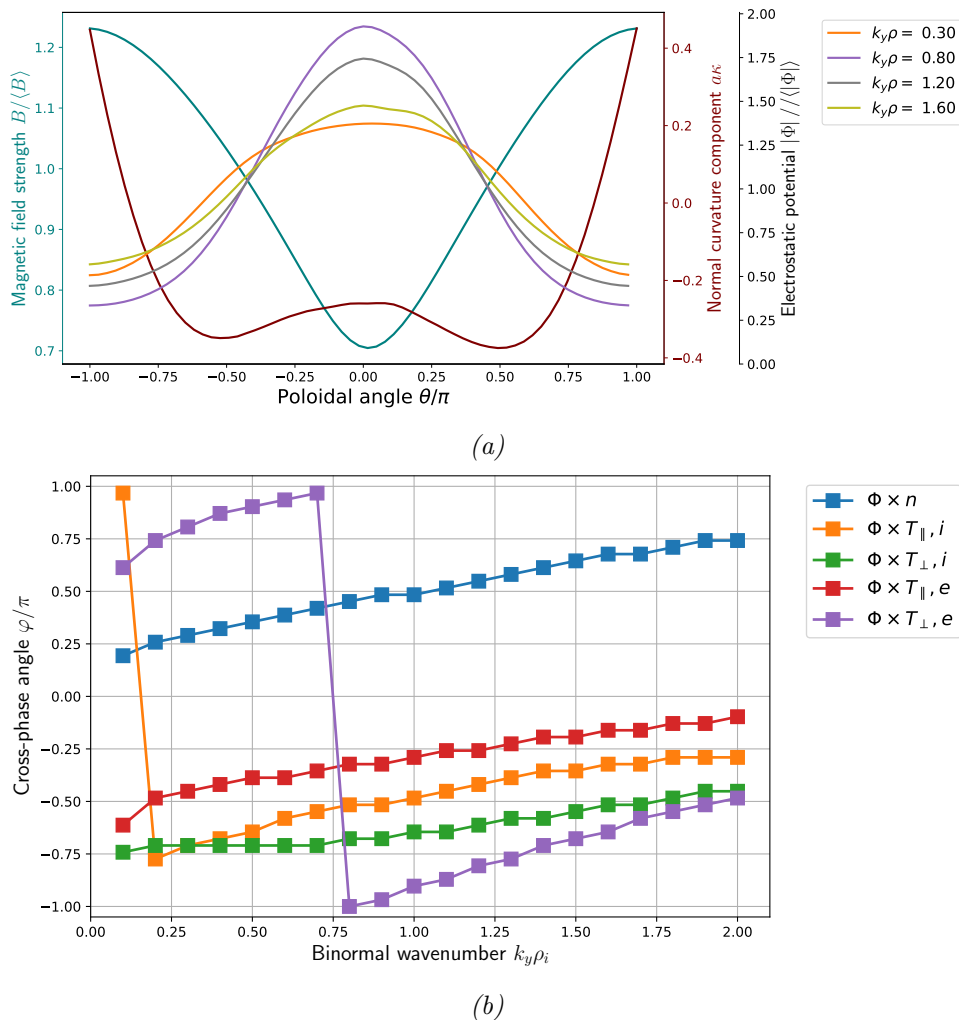 Magnetic field strength B/⟨B⟩
1.2
1.1
1.0
0.9
0.8
0.7
0.4
0.2
0.0
−0.2
−0.4
Normal curvature component aκ
2.00
1.75
1.50
1.25
1.00
0.75
0.50
0.25
0.00
Electrostatic potential |Φ| //⟨|Φ|⟩
k_yρ = 0.30
k_yρ = 0.80
k_yρ = 1.20
k_yρ = 1.60
−1.00 −0.75 −0.50 −0.25 0.00 0.25 0.50 0.75 1.00
Poloidal angle θ/π
(a)
Cross-phase angle φ/π
1.00
0.75
0.50
0.25
0.00
−0.25
−0.50
−0.75
−1.00
Φ × n
Φ × T_∥, i
Φ × T_⊥, i
Φ × T_∥, e
Φ × T_⊥, e
0.00 0.25 0.50 0.75 1.00 1.25 1.50 1.75 2.00
Binormal wavenumber k_yρ_i
(b)